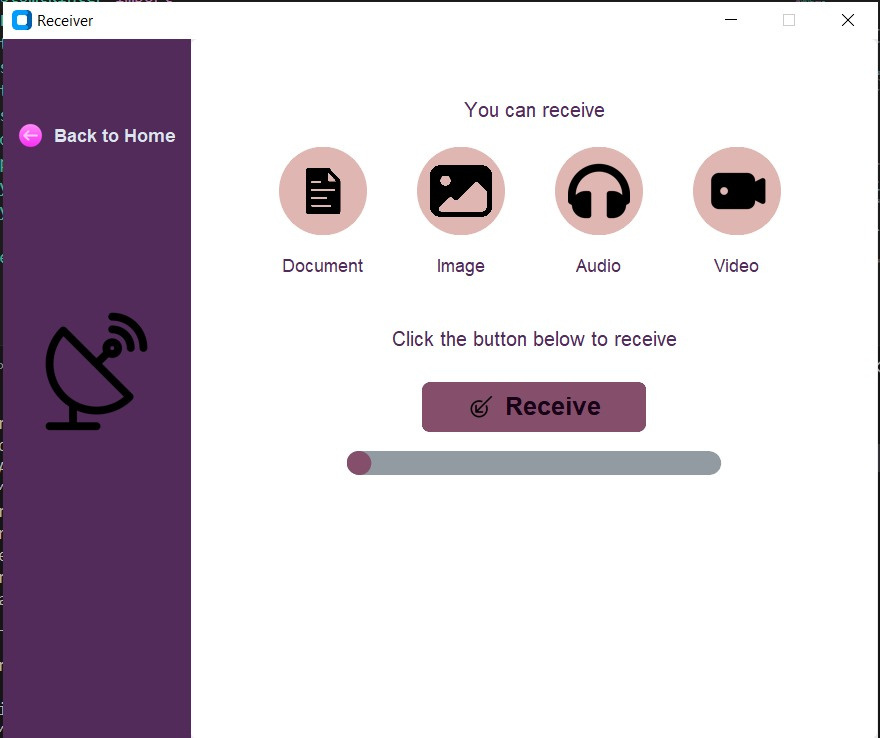 Receiver
Back to Home
You can receive
Document
Image
Audio
Video
Click the button below to receive
Receive